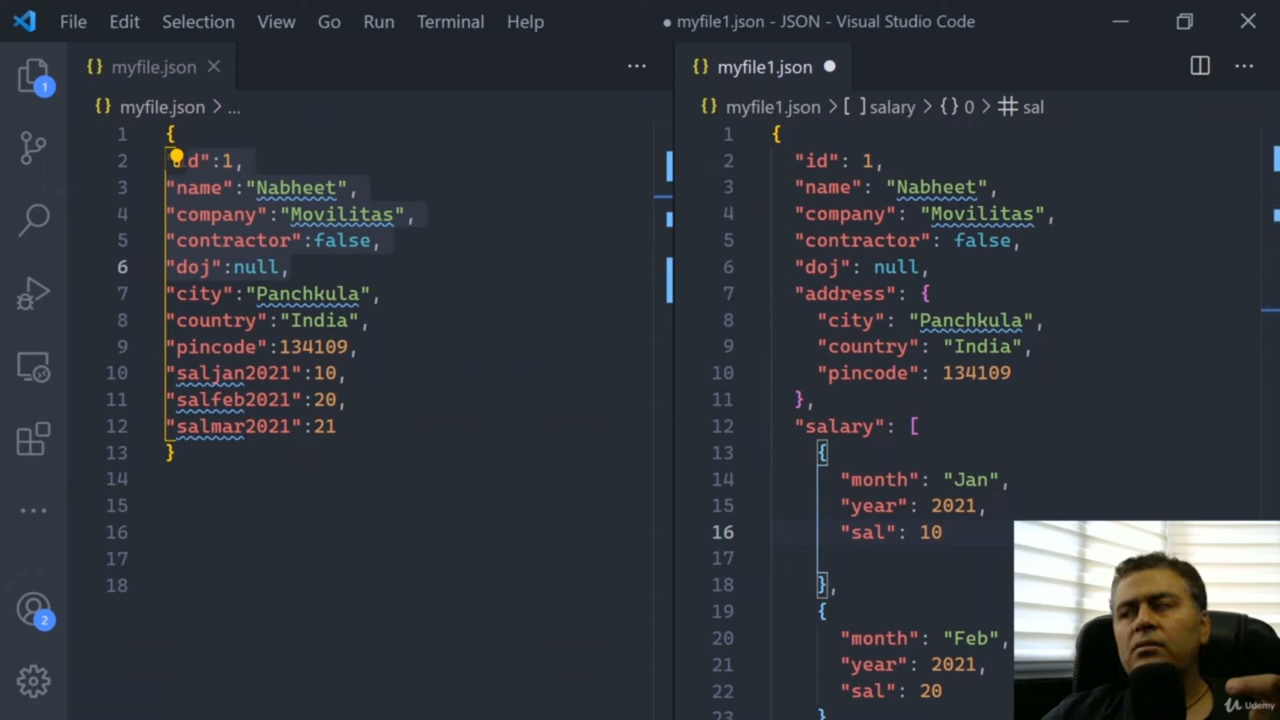 File Edit Selection View Go Run Terminal Help
myfile1.json - JSON - Visual Studio Code
{} myfile.json
{} myfile.json > ...
1 {
2 id":1,
3 "name":"Nabheet",
4 "company":"Movilitas",
5 "contractor":false,
6 "doj":null,
7 "city":"Panchkula",
8 "country":"India",
9 "pincode":134109,
10 "saljan2021":10,
11 "salfeb2021":20,
12 "salmar2021":21
13 }
14
15
16
17
18
{} myfile1.json
{} myfile1.json > [ ] salary > {} 0 > # sal
1 {
2 "id": 1,
3 "name": "Nabheet",
4 "company": "Movilitas",
5 "contractor": false,
6 "doj": null,
7 "address": {
8 "city": "Panchkula",
9 "country": "India",
10 "pincode": 134109
11 },
12 "salary": [
13 {
14 "month": "Jan",
15 "year": 2021,
16 "sal": 10
17
18 },
19 {
20 "month": "Feb",
21 "year": 2021,
22 "sal": 20
23 }
1
2
Udemy